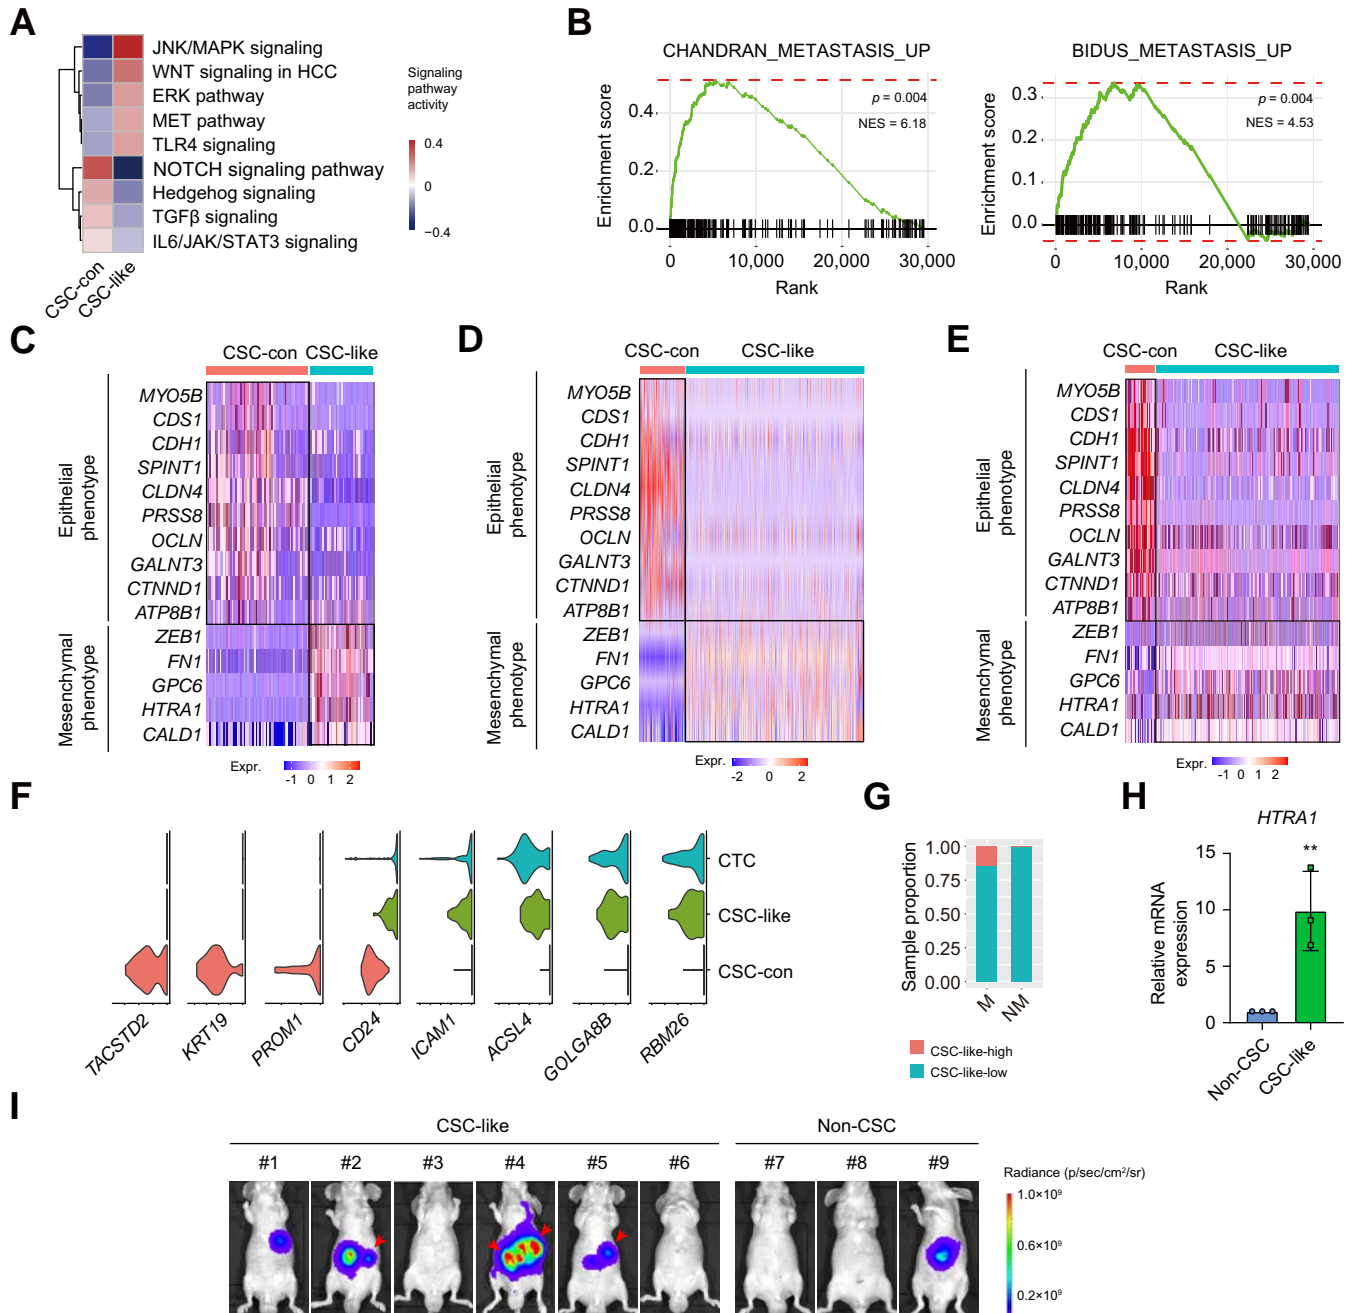 A
JNK/MAPK signaling
WNT signaling in HCC
ERK pathway
MET pathway
TLR4 signaling
NOTCH signaling pathway
Hedgehog signaling
TGFβ signaling
IL6/JAK/STAT3 signaling
CSC-con
CSC-like
Signaling
pathway
activity
0.4
0
−0.4
B
CHANDRAN_METASTASIS_UP
Enrichment score
0.4
0.2
0.0
p = 0.004
NES = 6.18
0 10,000 20,000 30,000
Rank
BIDUS_METASTASIS_UP
Enrichment score
0.3
0.2
0.1
0.0
p = 0.004
NES = 4.53
0 10,000 20,000 30,000
Rank
C
CSC-con CSC-like
Epithelial
phenotype
MYO5B
CDS1
CDH1
SPINT1
CLDN4
PRSS8
OCLN
GALNT3
CTNND1
ATP8B1
Mesenchymal
phenotype
ZEB1
FN1
GPC6
HTRA1
CALD1
Expr.
-1 0 1 2
D
CSC-con CSC-like
Epithelial
phenotype
MYO5B
CDS1
CDH1
SPINT1
CLDN4
PRSS8
OCLN
GALNT3
CTNND1
ATP8B1
Mesenchymal
phenotype
ZEB1
FN1
GPC6
HTRA1
CALD1
Expr.
-2 0 2
E
CSC-con CSC-like
Epithelial
phenotype
MYO5B
CDS1
CDH1
SPINT1
CLDN4
PRSS8
OCLN
GALNT3
CTNND1
ATP8B1
Mesenchymal
phenotype
ZEB1
FN1
GPC6
HTRA1
CALD1
Expr.
-1 0 1 2
F
CTC
CSC-like
CSC-con
TACSTD2
KRT19
PROM1
CD24
ICAM1
ACSL4
GOLGA8B
RBM26
G
Sample proportion
1.00
0.75
0.50
0.25
0.00
M
NM
CSC-like-high
CSC-like-low
H
HTRA1
Relative mRNA
expression
15
10
5
0
**
Non-CSC
CSC-like
I
CSC-like Non-CSC
#1 #2 #3 #4 #5 #6 #7 #8 #9
Radiance (p/sec/cm²/sr)
1.0×10⁹
0.6×10⁹
0.2×10⁹